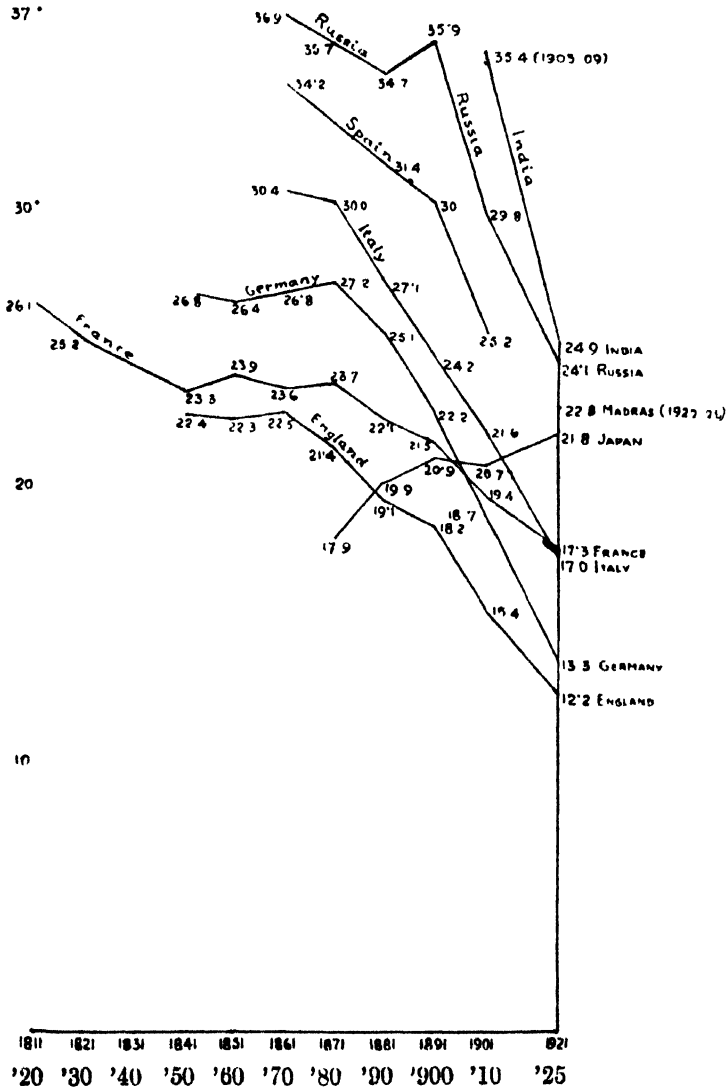 37°
36.9
Russia
35.7
34.7
35.9
35.4 (1905-09)
34.2
Spain
31.4
Russia
India
30°
30.4
30.0
Italy
30
29.8
26.1
25.2
France
26.8
26.4
Germany
26.8
27.2
27.1
25.1
24.2
25.2
24.9 INDIA
24.1 RUSSIA
23.3
23.9
23.6
23.7
22.1
21.5
22.2
21.6
22.8 MADRAS
21.8 JAPAN
22.4
22.3
22.5
England
21.4
20
19.9
20.9
20.7
19.4
17.9
19.1
18.2
18.7
17.3 FRANCE
17.0 ITALY
15.4
13.3 GERMANY
12.2 ENGLAND
10
1811 1821 1831 1841 1851 1861 1871 1881 1891 1901 1921
'20 '30 '40 '50 '60 '70 '80 '90 '900 '10 '25